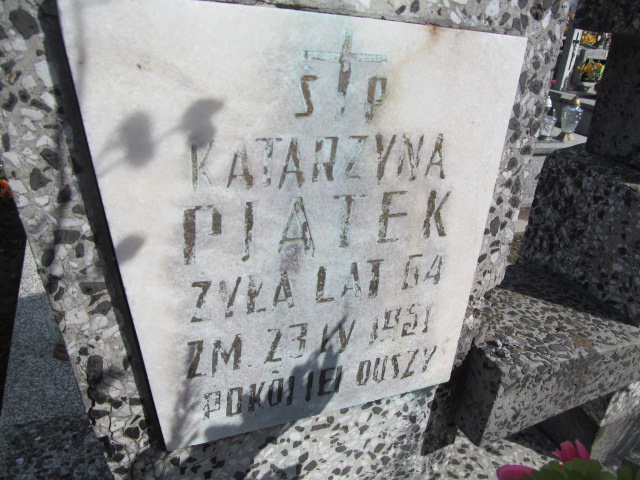 Ś P
KATARZYNA
PIĄTEK
ŻYŁA LAT 64
ZM. 23 IV 1951
POKÓJ JEJ DUSZY